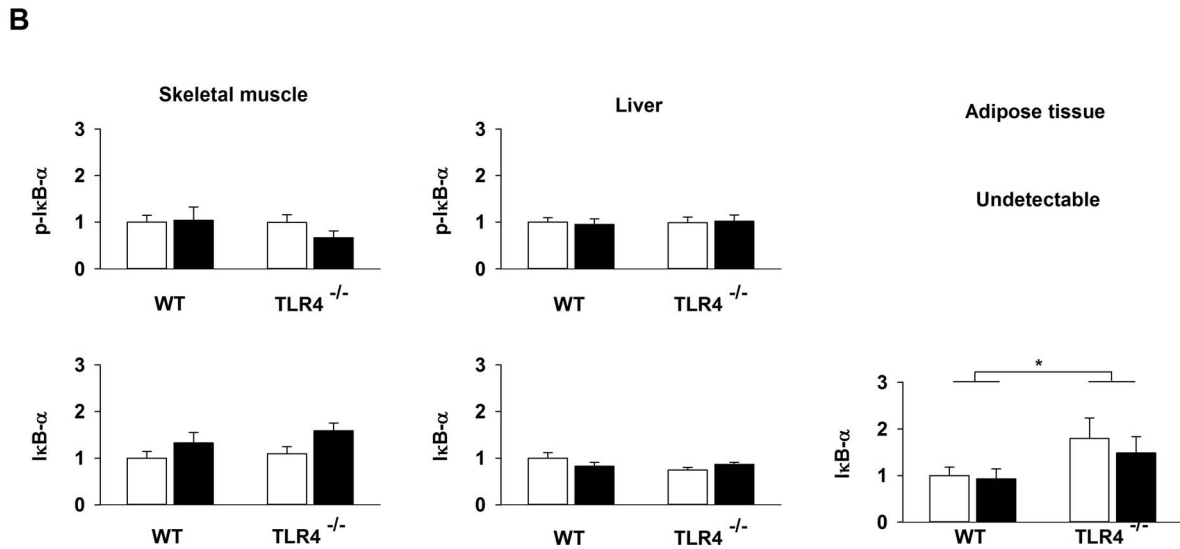 B
Skeletal muscle
3
2
1
0
p-IκB-α
WT
TLR4 -/-
Liver
3
2
1
0
p-IκB-α
WT
TLR4 -/-
Adipose tissue
Undetectable
3
2
1
0
IκB-α
WT
TLR4 -/-
3
2
1
0
IκB-α
WT
TLR4 -/-
*
3
2
1
0
IκB-α
WT
TLR4 -/-